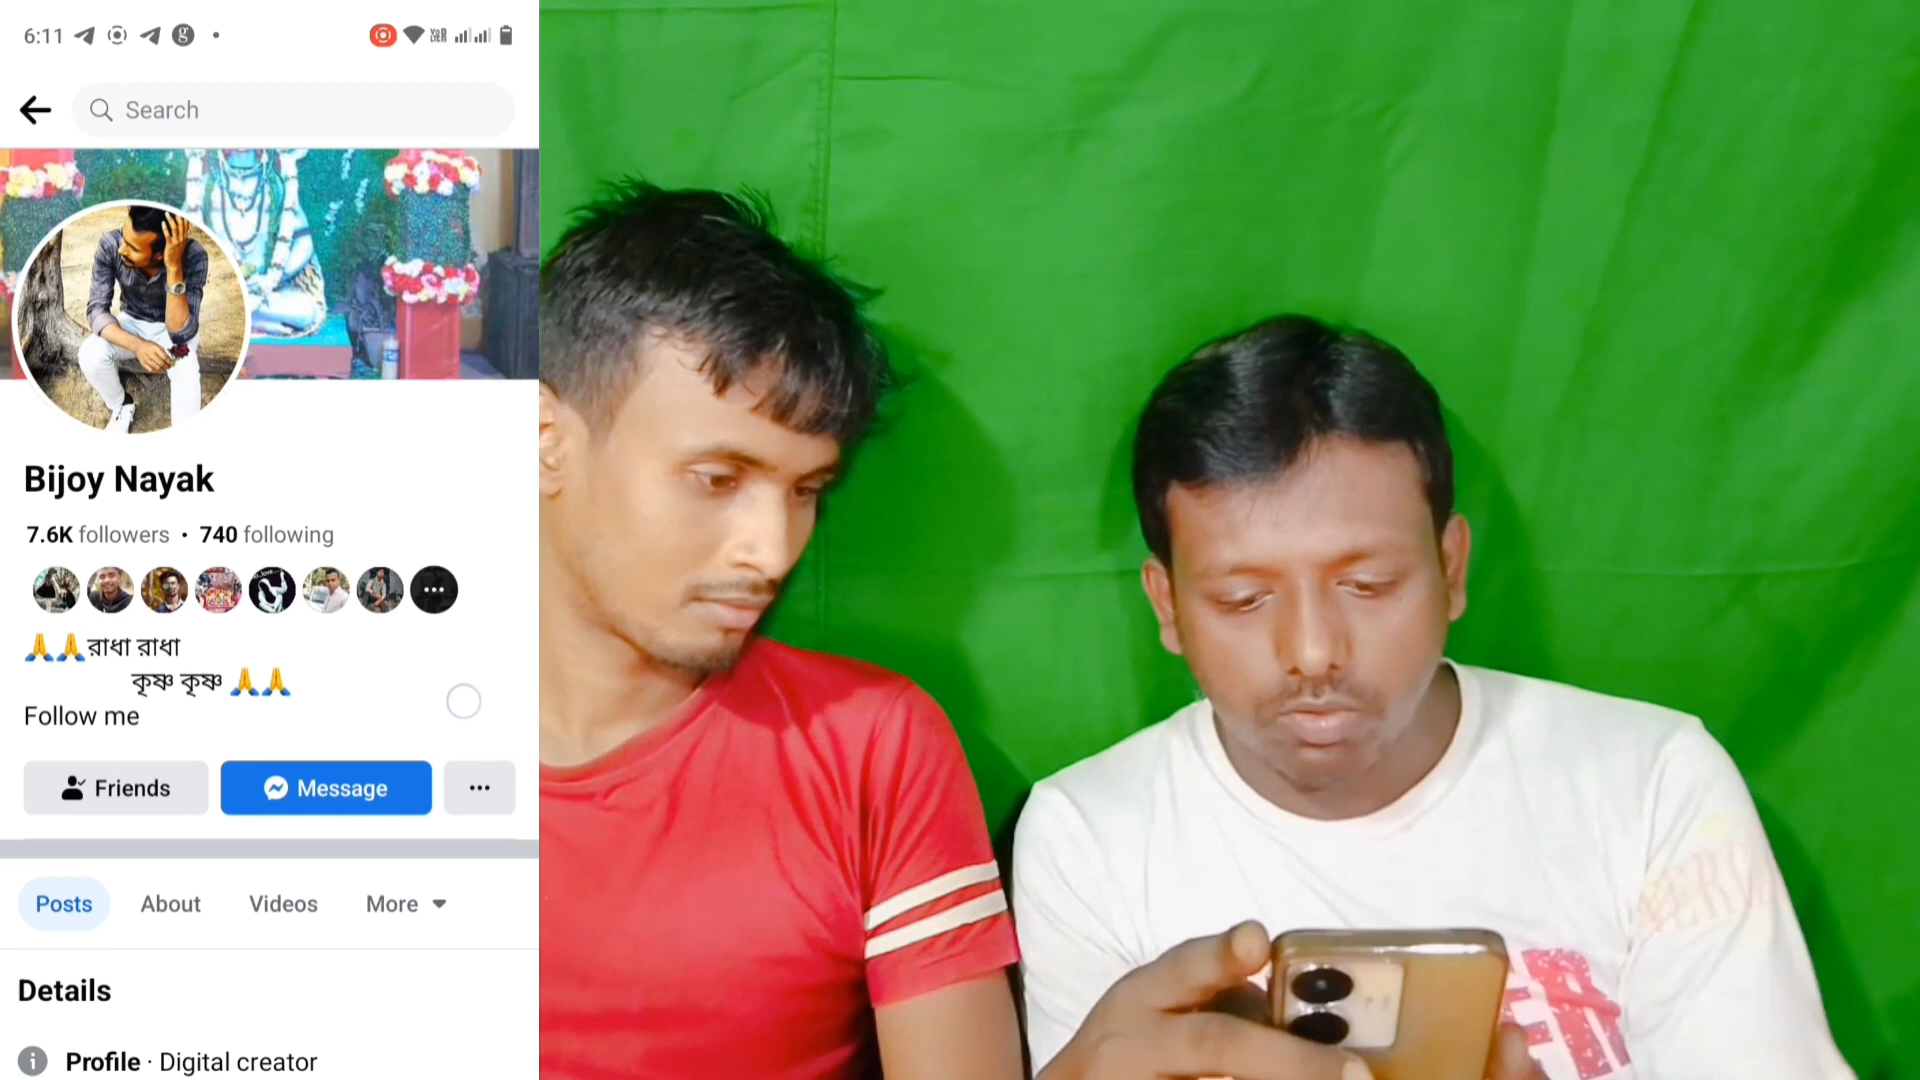 6:11
Search
Bijoy Nayak
7.6K followers • 740 following
🙏🙏রাধা রাধা
কৃষ্ণ কৃষ্ণ 🙏🙏
Follow me
Friends
Message
Posts
About
Videos
More
Details
Profile · Digital creator